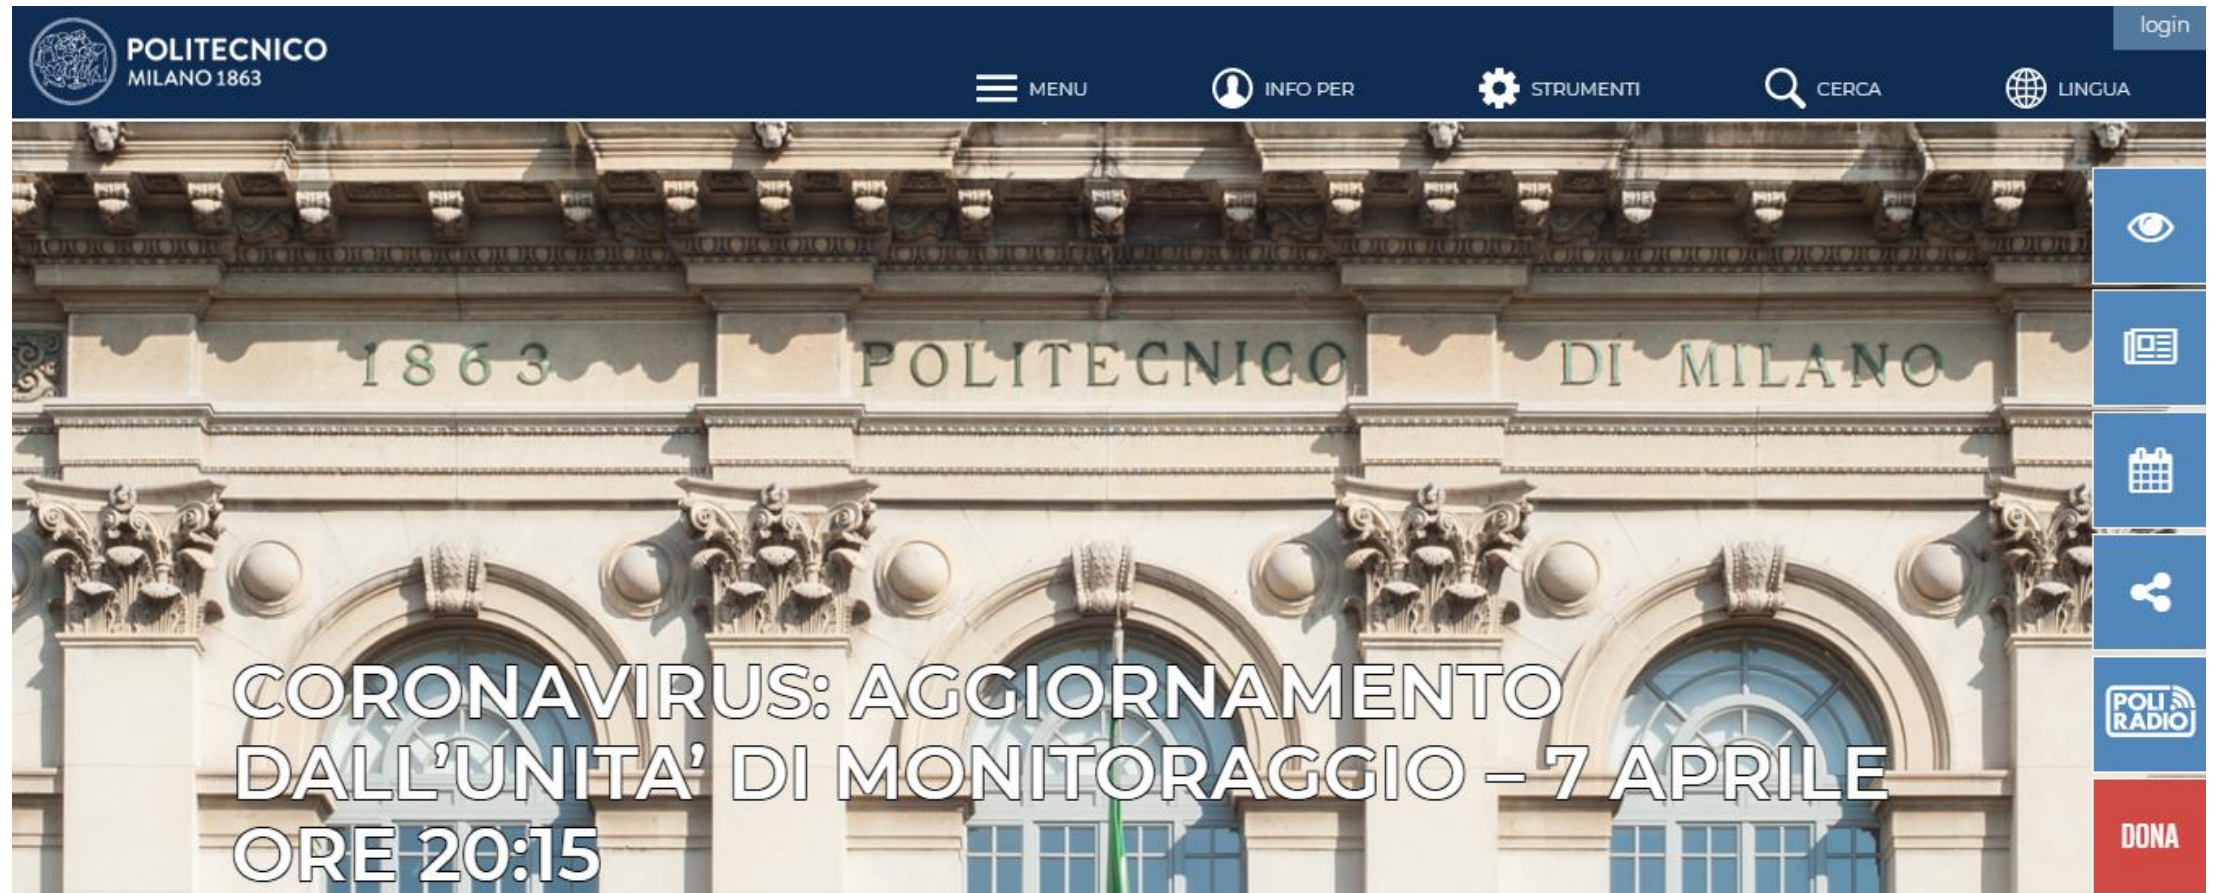 login
POLITECNICO
MILANO 1863
MENU
INFO PER
STRUMENTI
CERCA
LINGUA
1863 POLITECNICO DI MILANO
CORONAVIRUS: AGGIORNAMENTO
DALL’UNITA’ DI MONITORAGGIO – 7 APRILE
ORE 20:15
POLI
RADIO
DONA